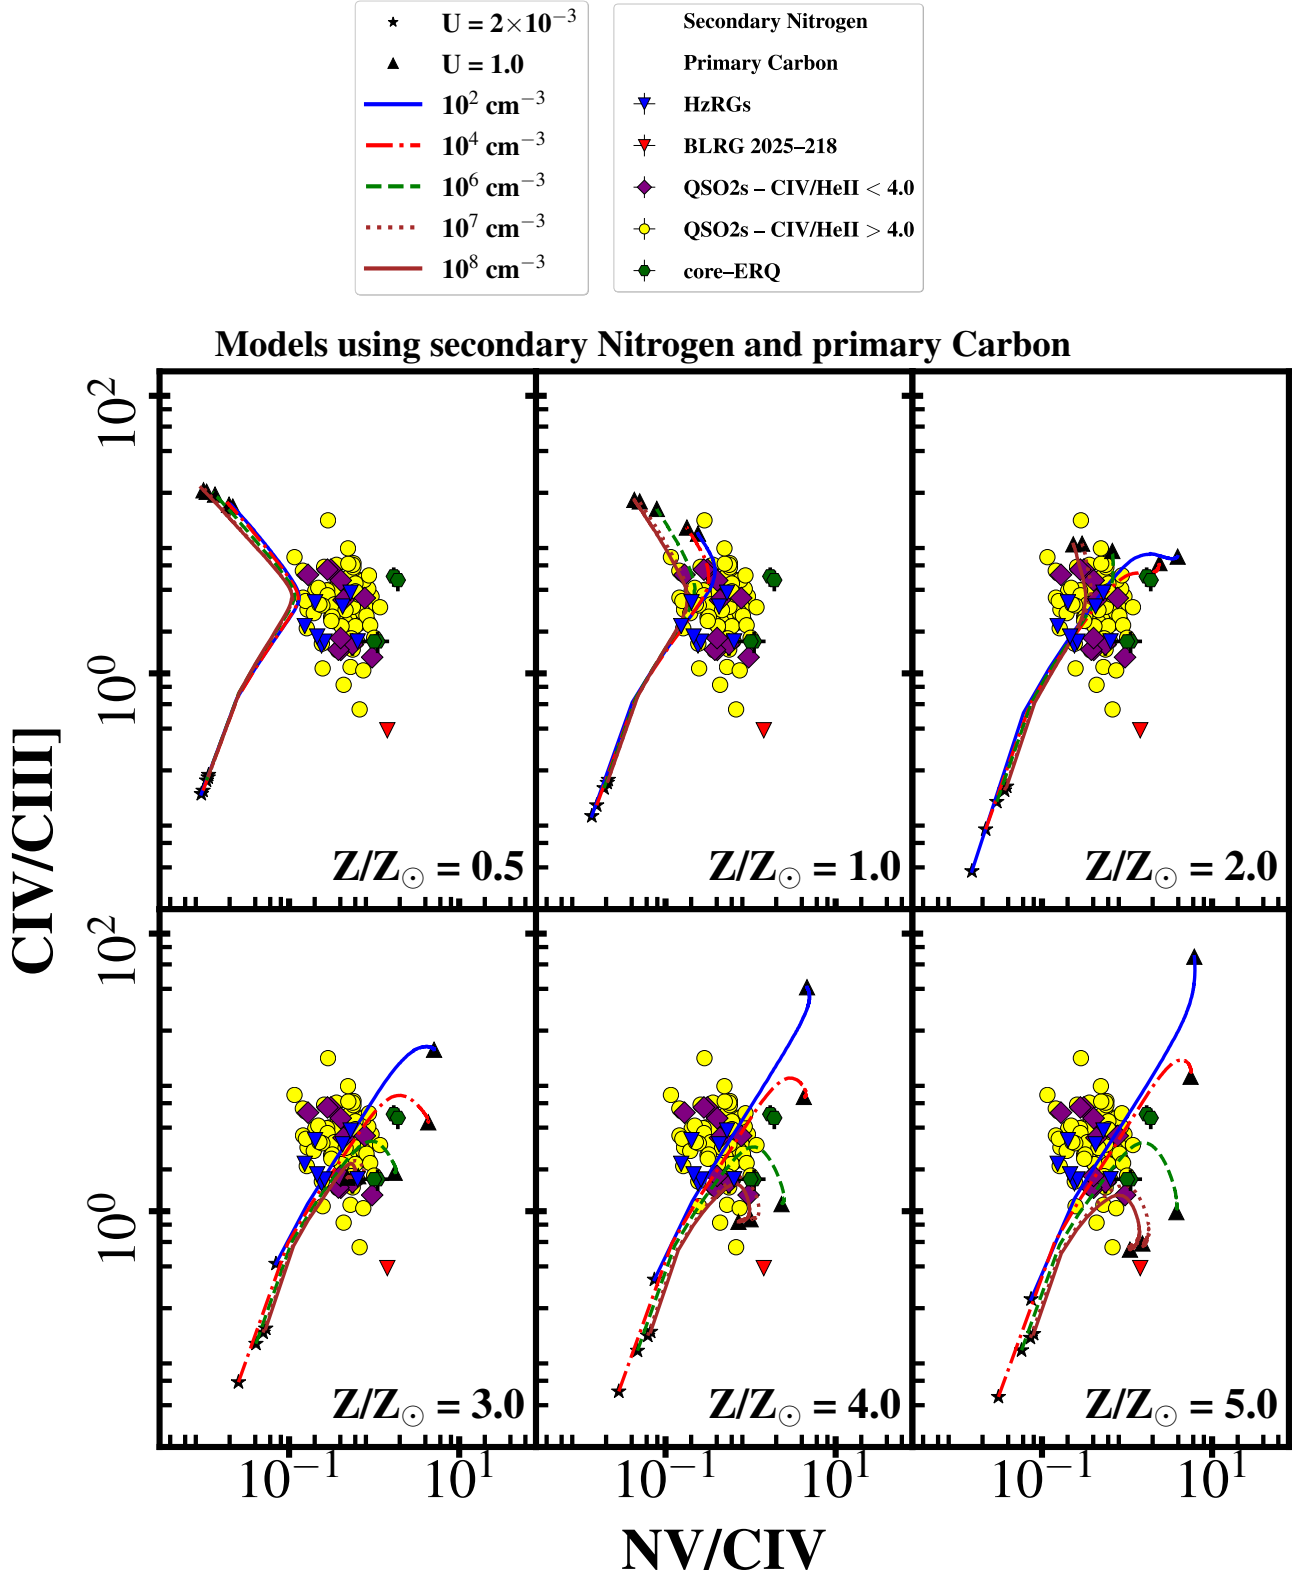 U = 2×10⁻³
U = 1.0
10² cm⁻³
10⁴ cm⁻³
10⁶ cm⁻³
10⁷ cm⁻³
10⁸ cm⁻³
Secondary Nitrogen
Primary Carbon
HzRGs
BLRG 2025–218
QSO2s – CIV/HeII < 4.0
QSO2s – CIV/HeII > 4.0
core–ERQ
Models using secondary Nitrogen and primary Carbon
10²
10⁰
Z/Z☉ = 0.5
Z/Z☉ = 1.0
Z/Z☉ = 2.0
CIV/CIII]
10²
10⁰
Z/Z☉ = 3.0
Z/Z☉ = 4.0
Z/Z☉ = 5.0
10⁻¹ 10¹ 10⁻¹ 10¹ 10⁻¹ 10¹
NV/CIV